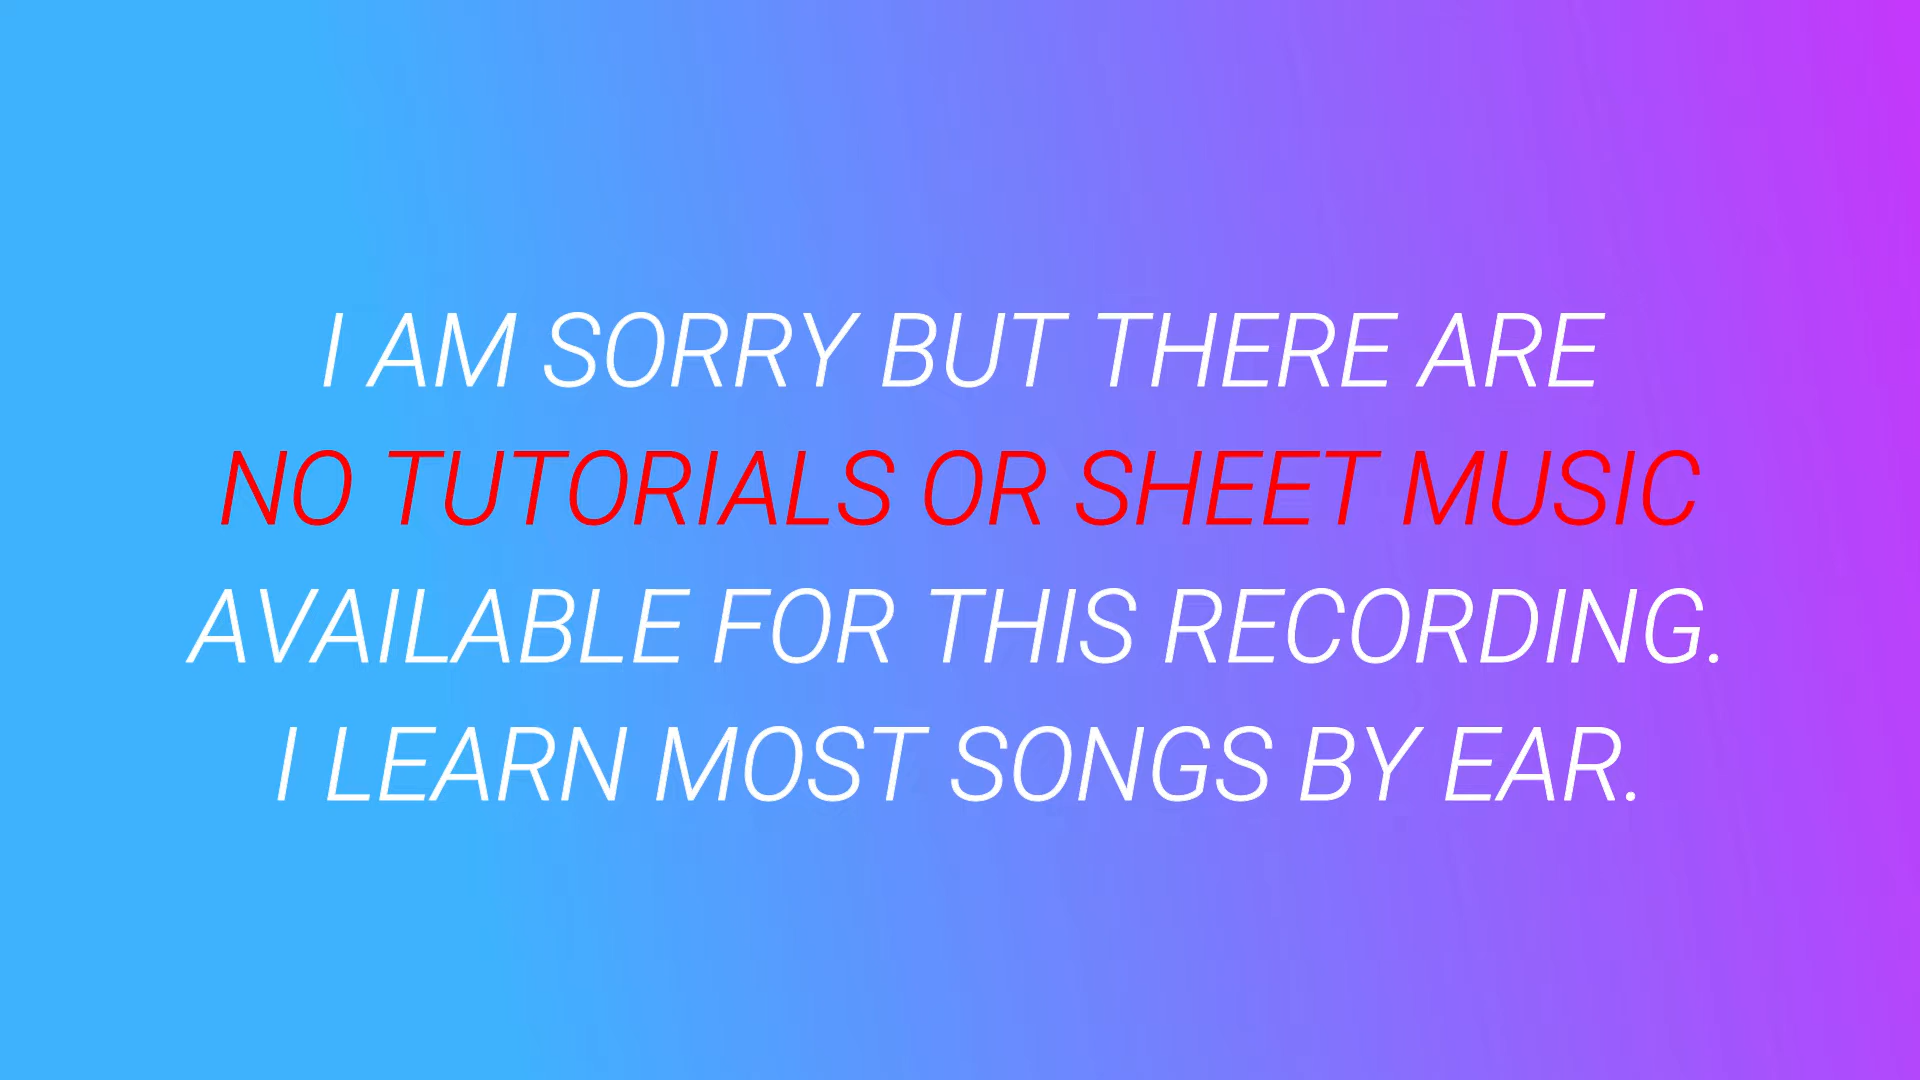 I AM SORRY BUT THERE ARE
NO TUTORIALS OR SHEET MUSIC
AVAILABLE FOR THIS RECORDING.
I LEARN MOST SONGS BY EAR.